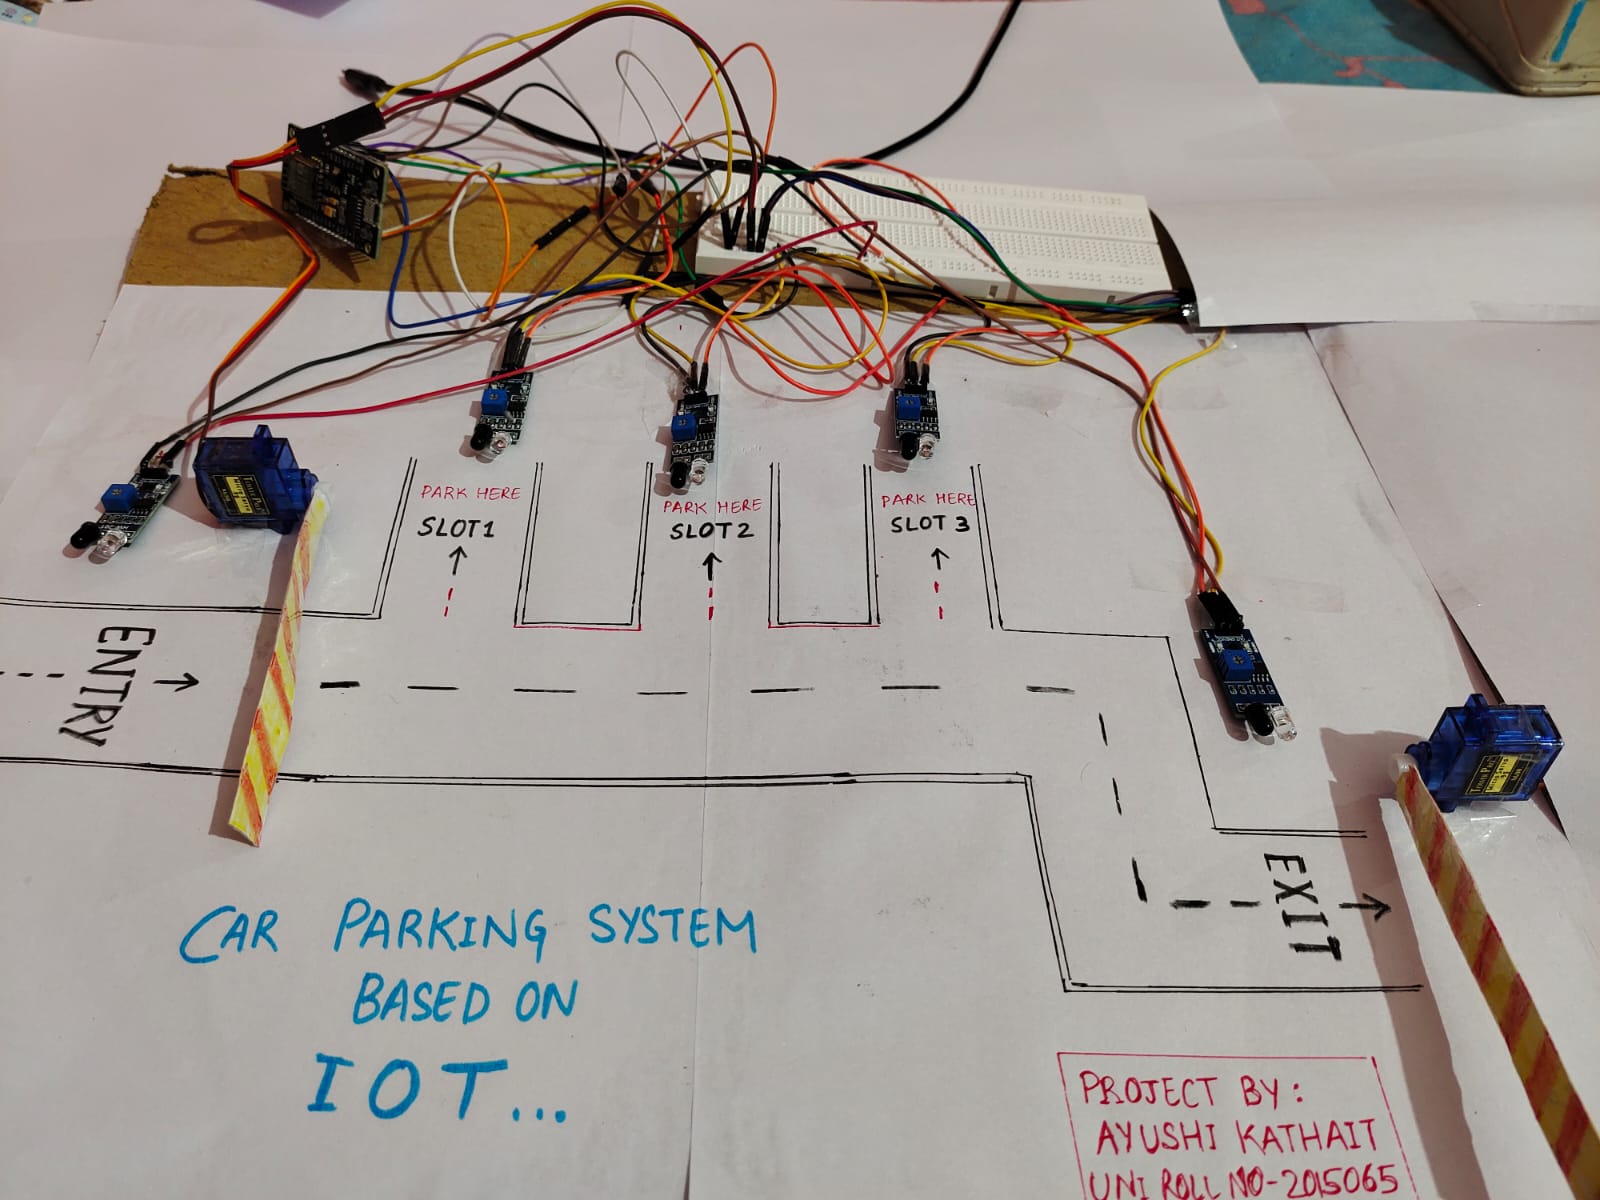 PARK HERE
SLOT1
PARK HERE
SLOT2
PARK HERE
SLOT 3
ENTRY
EXIT
CAR PARKING SYSTEM
BASED ON
IOT...
PROJECT BY:
AYUSHI KATHAIT
UNI ROLL NO-2015065